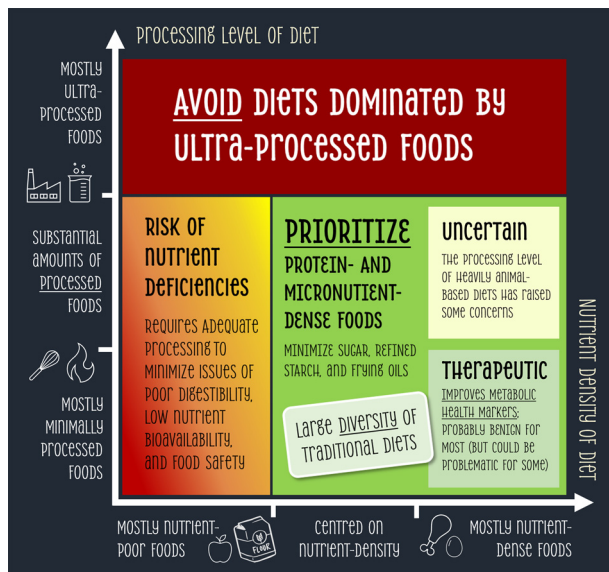 PROCESSING LEVEL OF DIET
MOSTLY
ULTRA-
PROCESSED
FOODS
AVOID DIETS DOMINATED BY
ULTRA-PROCESSED FOODS
SUBSTANTIAL
AMOUNTS OF
PROCESSED
FOODS
RISK OF
NUTRIENT
DEFICIENCIES
REQUIRES ADEQUATE
PROCESSING TO
MINIMIZE ISSUES OF
POOR DIGESTIBILITY,
LOW NUTRIENT
BIOAVAILABILITY,
AND FOOD SAFETY
PRIORITIZE
PROTEIN- AND
MICRONUTIENT-
DENSE FOODS
MINIMIZE SUGAR, REFINED
STARCH, AND FRYING OILS
LARGE DIVERSITY OF
TRADITIONAL DIETS
UNCERTAIN
THE PROCESSING LEVEL
OF HEAVILY ANIMAL-
BASED DIETS HAS RAISED
SOME CONCERNS
THERAPEUTIC
IMPROVES METABOLIC
HEALTH MARKERS;
PROBABLY BENIGN FOR
MOST (BUT COULD BE
PROBLEMATIC FOR SOME)
MOSTLY
MINIMALLY
PROCESSED
FOODS
NUTRIENT DENSITY OF DIET
MOSTLY NUTRIENT-
POOR FOODS
FLOUR
CENTRED ON
NUTRIENT-DENSITY
MOSTLY NUTRIENT-
DENSE FOODS